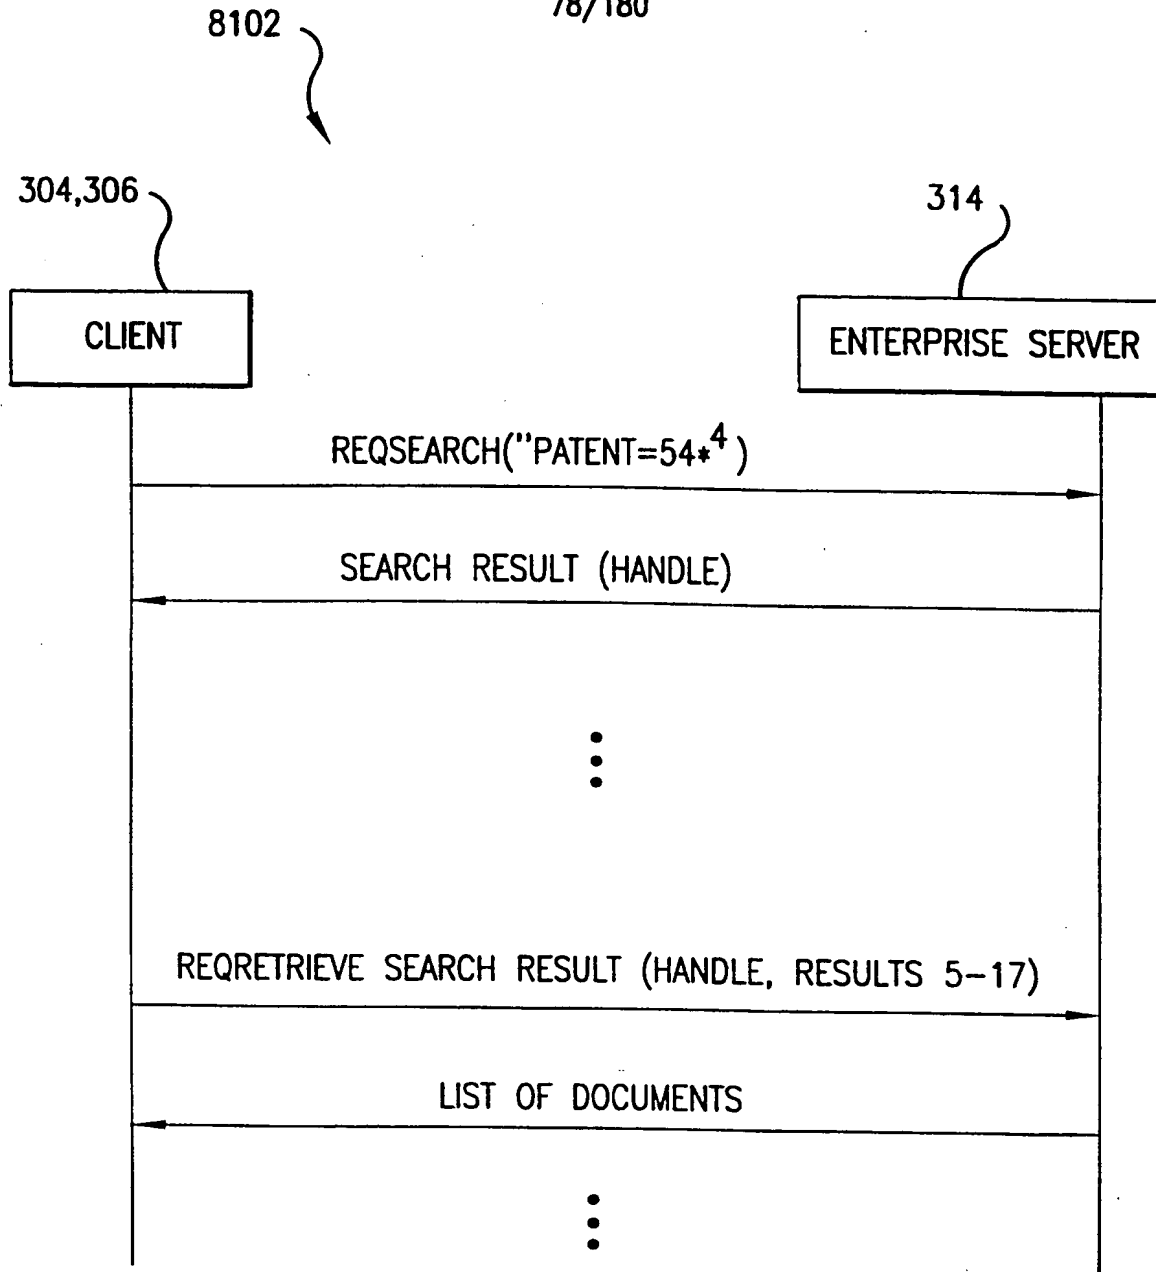 78/180
8102
304,306
314
CLIENT
ENTERPRISE SERVER
REQSEARCH("PATENT=54*4)
SEARCH RESULT (HANDLE)
REQRETRIEVE SEARCH RESULT (HANDLE, RESULTS 5-17)
LIST OF DOCUMENTS